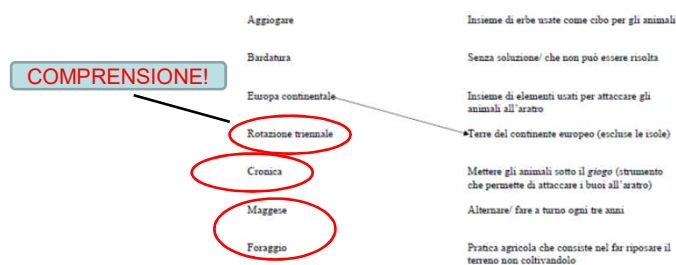 Aggiogare
Insieme di erbe usate come cibo per gli animali
Bardatura
Senza soluzione/ che non può essere risolta
COMPRENSIONE!
Europa continentale
Insieme di elementi usati per attaccare gli
animali all'aratro
Rotazione triennale
Terre del continente europeo (escluse le isole)
Cronica
Mettere gli animali sotto il giogo (strumento
che permette di attaccare i buoi all'aratro)
Maggese
Alternare/ fare a turno ogni tre anni
Foraggio
Pratica agricola che consiste nel far riposare il
terreno non coltivandolo